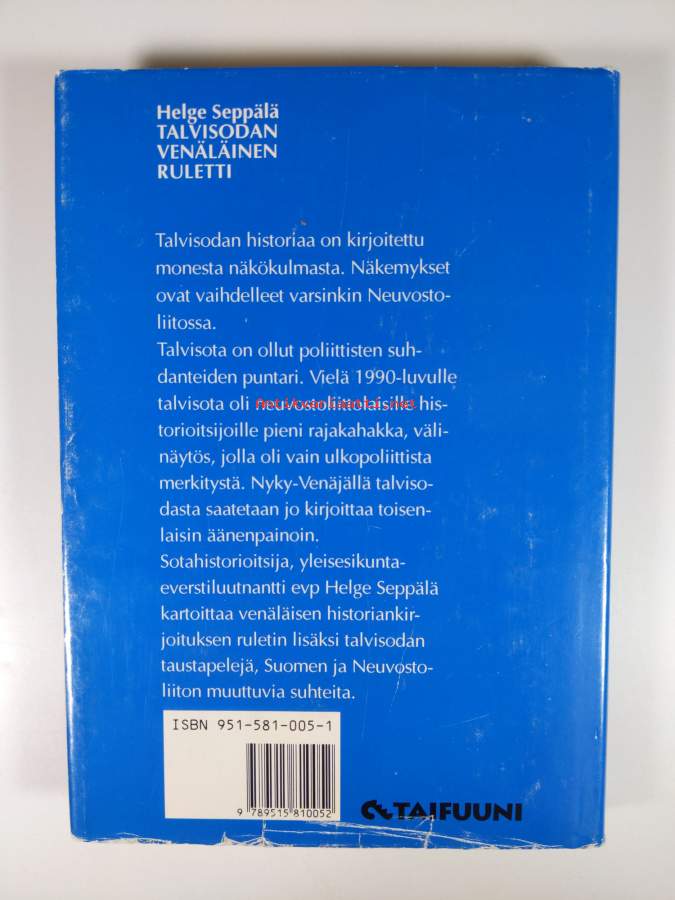 Helge Seppälä
TALVISODAN
VENÄLÄINEN
RULETTI
Talvisodan historiaa on kirjoitettu
monesta näkökulmasta. Näkemykset
ovat vaihdelleet varsinkin Neuvosto-
liitossa.
Talvisota on ollut poliittisten suh-
danteiden puntari. Vielä 1990-luvulle
talvisota oli neuvostoliittolaisille his-
torioitsijoille pieni rajakahakka, väli-
näytös, jolla oli vain ulkopoliittista
merkitystä. Nyky-Venäjällä talviso-
dasta saatetaan jo kirjoittaa toisen-
laisin äänenpainoin.
Sotahistorioitsija, yleisesikunta-
everstiluutnantti evp Helge Seppälä
kartoittaa venäläisen historiankir-
joituksen ruletin lisäksi talvisodan
taustapelejä, Suomen ja Neuvosto-
liiton muuttuvia suhteita.
ISBN 951-581-005-1
9 789515 810052
TAIFUUNI